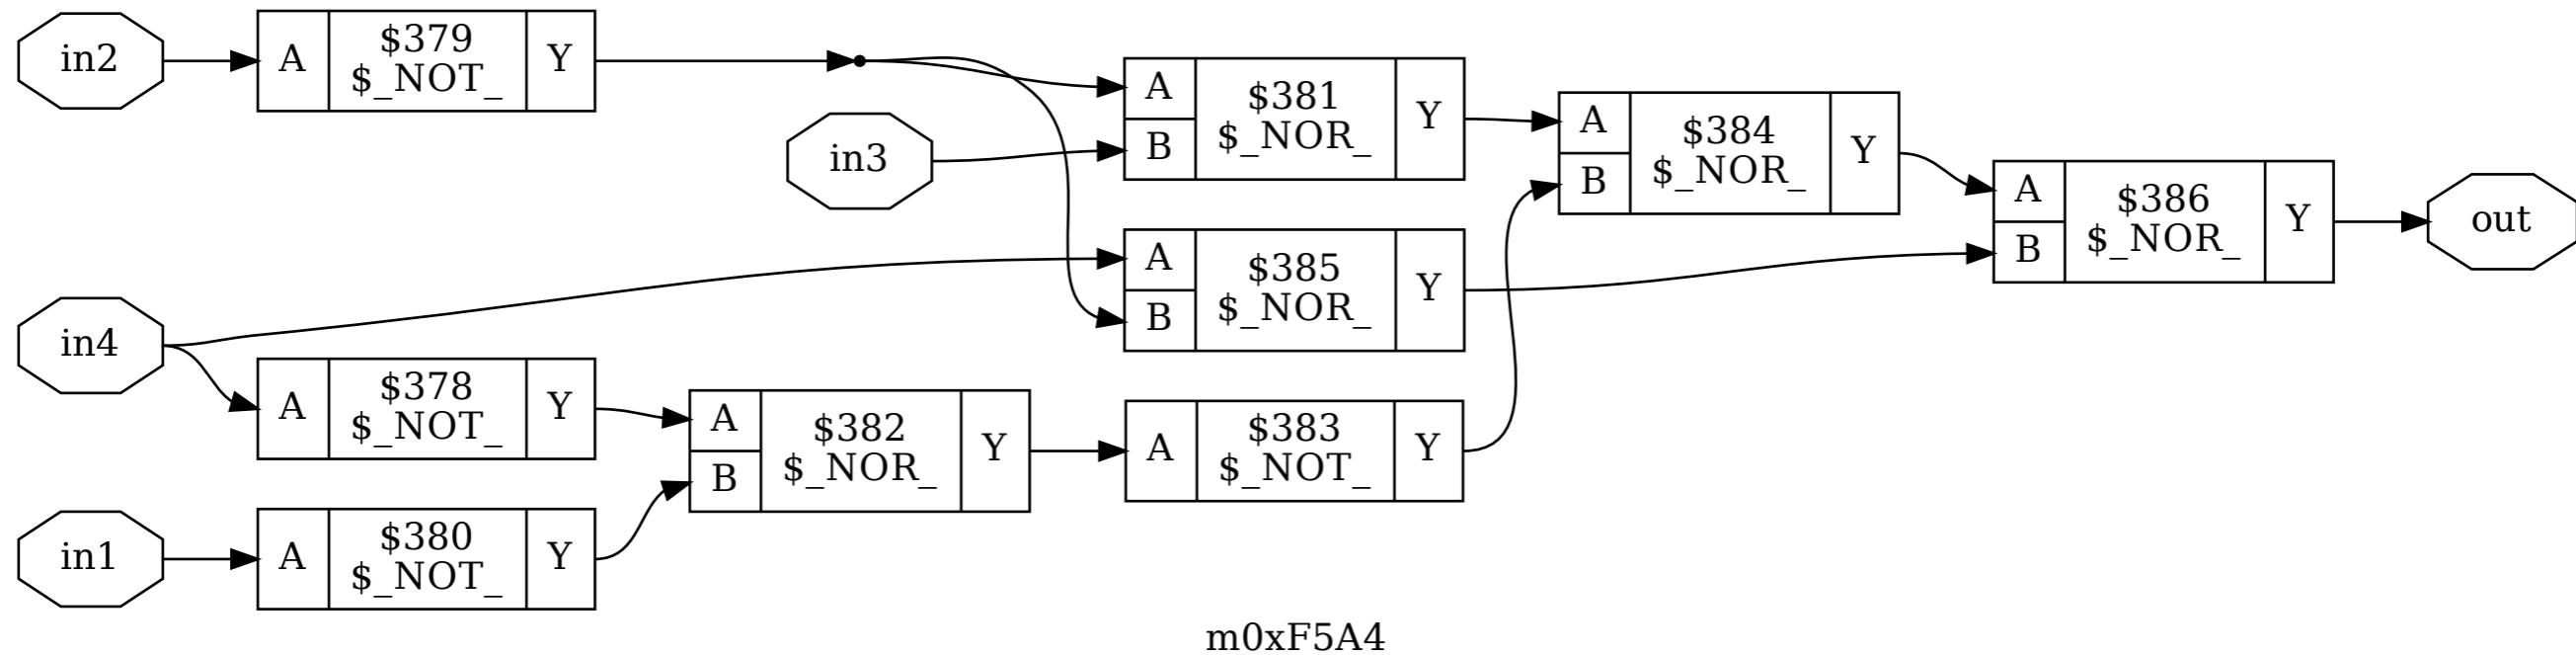 in2
A
$379
$_NOT_
Y
in3
A
B
$381
$_NOR_
Y
A
B
$384
$_NOR_
Y
A
B
$386
$_NOR_
Y
out
A
B
$385
$_NOR_
Y
in4
A
$378
$_NOT_
Y
A
B
$382
$_NOR_
Y
A
$383
$_NOT_
Y
in1
A
$380
$_NOT_
Y
m0xF5A4